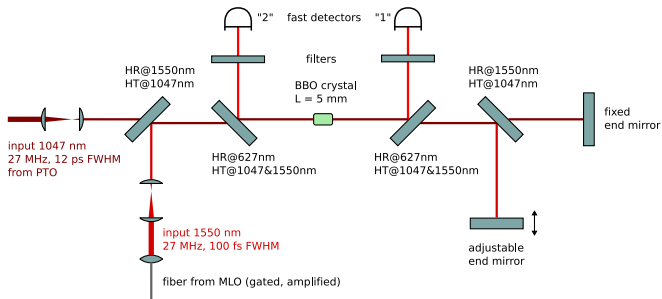 "2" fast detectors "1"
filters
HR@1550nm
HT@1047nm
BBO crystal
L = 5 mm
HR@1550nm
HT@1047nm
fixed
end mirror
input 1047 nm
27 MHz, 12 ps FWHM
from PTO
HR@627nm
HT@1047&1550nm
HR@627nm
HT@1047&1550nm
input 1550 nm
27 MHz, 100 fs FWHM
adjustable
end mirror
fiber from MLO (gated, amplified)